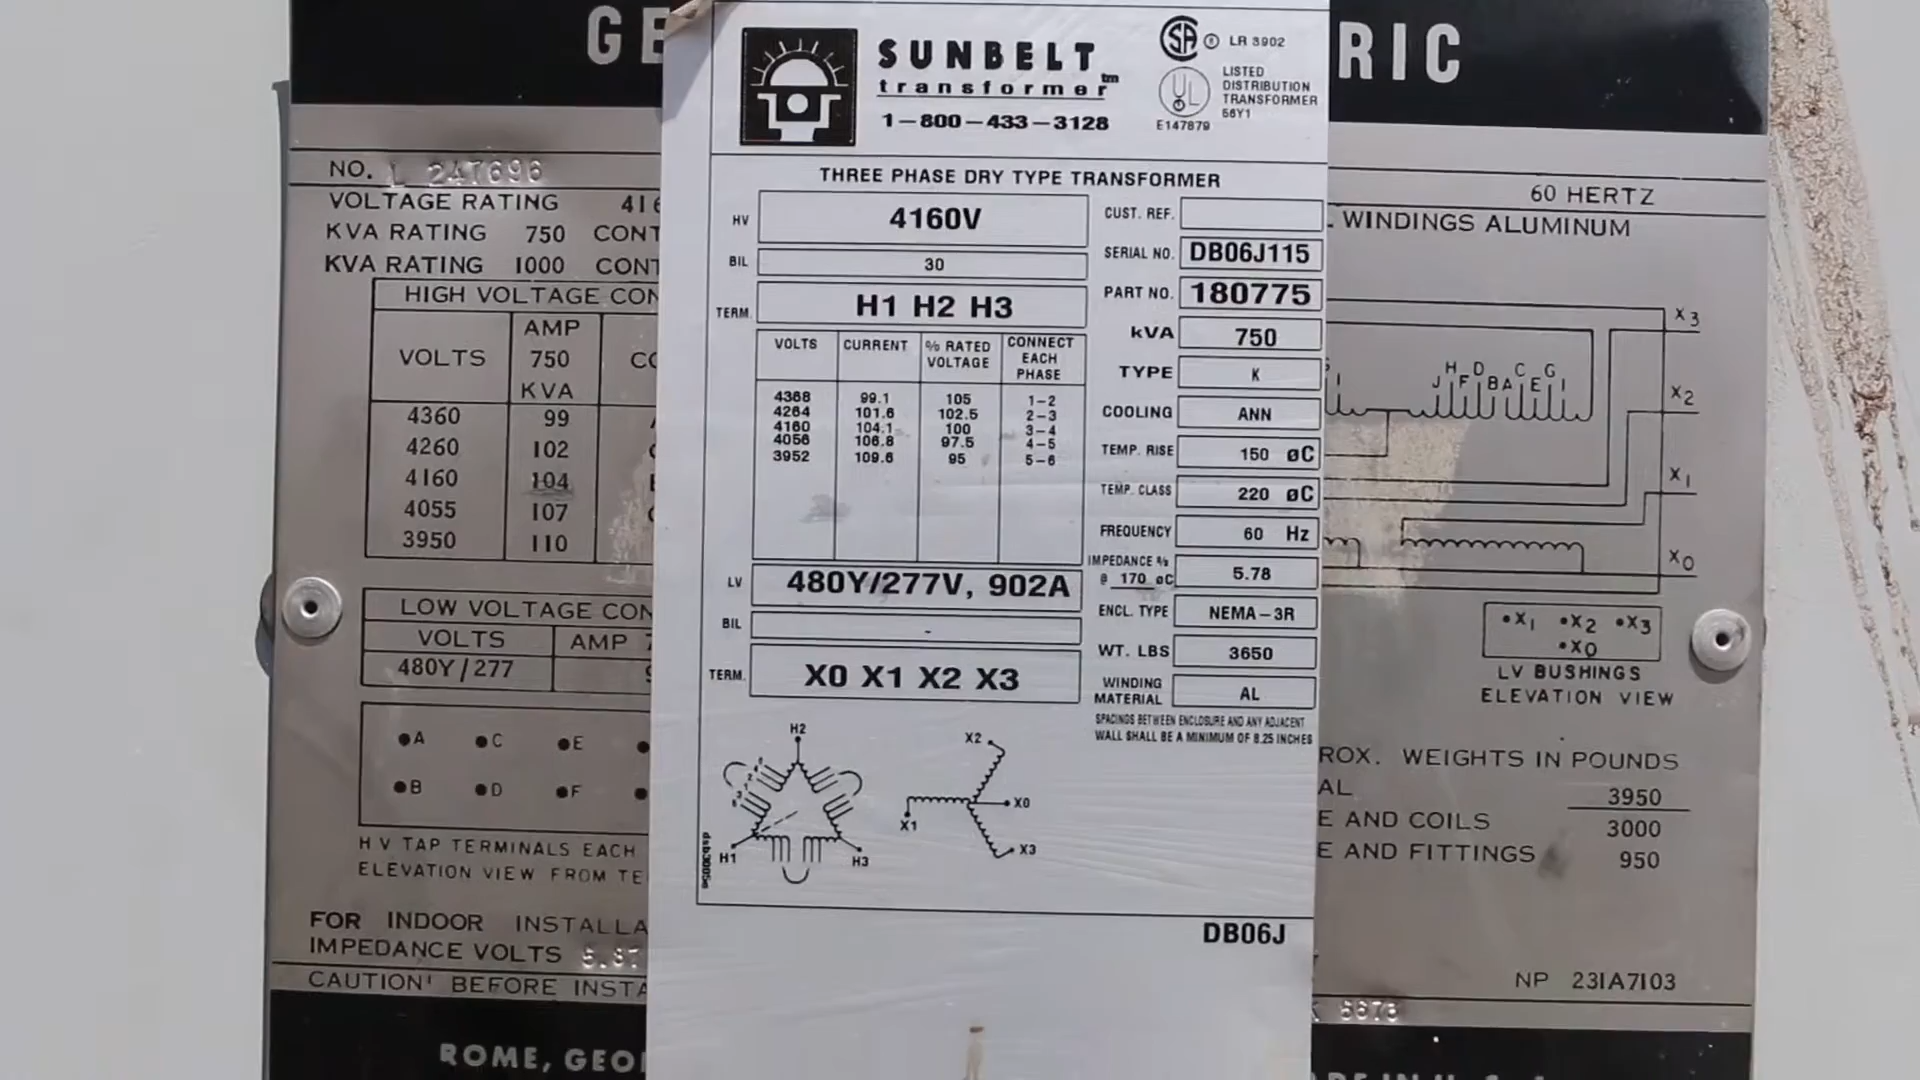 GE
RIC
SUNBELT
transformer tm
1-800-433-3128
LR 3902
LISTED
DISTRIBUTION
TRANSFORMER
56Y1
E147879
THREE PHASE DRY TYPE TRANSFORMER
HV 4160V
BIL 30
TERM. H1 H2 H3
VOLTS CURRENT % RATED VOLTAGE CONNECT EACH PHASE
4368 99.1 105 1-2
4264 101.6 102.5 2-3
4160 104.1 100 3-4
4056 106.8 97.5 4-5
3952 109.6 95 5-6
LV 480Y/277V, 902A
BIL -
TERM. X0 X1 X2 X3
CUST. REF.
SERIAL NO. DB06J115
PART NO. 180775
kVA 750
TYPE K
COOLING ANN
TEMP. RISE 150 øC
TEMP. CLASS 220 øC
FREQUENCY 60 Hz
IMPEDANCE %
@ 170 øC 5.78
ENCL. TYPE NEMA-3R
WT. LBS 3650
WINDING
MATERIAL AL
SPACINGS BETWEEN ENCLOSURE AND ANY ADJACENT
WALL SHALL BE A MINIMUM OF 8.25 INCHES
H2
H1
H3
X2
X0
X1
X3
DB06J
NO. L 247696
VOLTAGE RATING 416
KVA RATING 750 CONT
KVA RATING 1000 CONT
HIGH VOLTAGE CON
VOLTS AMP 750 KVA
4360 99
4260 102
4160 104
4055 107
3950 110
LOW VOLTAGE CON
VOLTS AMP
480Y/277
A C E
B D F
HV TAP TERMINALS EACH
ELEVATION VIEW FROM TE
FOR INDOOR INSTALLA
IMPEDANCE VOLTS
CAUTION! BEFORE INSTA
ROME, GEO
60 HERTZ
WINDINGS ALUMINUM
X3
H D C G
J F B A E I
X2
X1
X0
X1 X2 X3
X0
LV BUSHINGS
ELEVATION VIEW
ROX. WEIGHTS IN POUNDS
AL 3950
E AND COILS 3000
E AND FITTINGS 950
NP 231A7103